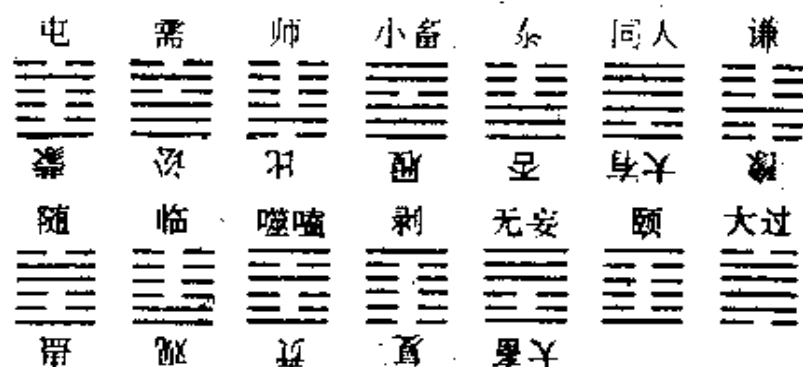 屯 需 师 小畜 同人 谦
蒙 讼 比 履 否 大有 豫
随 临 噬嗑 剥 无妄 颐 大过
蛊 观 贲 复 大畜